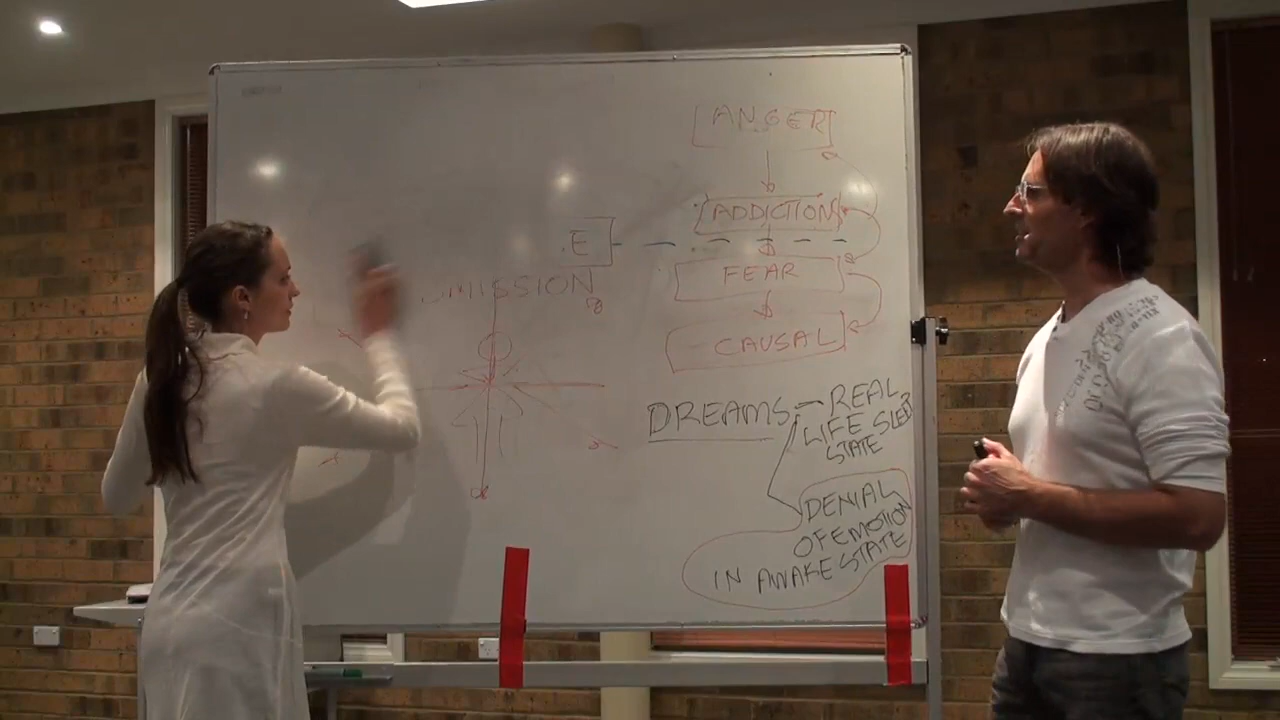 ANGER
ADDICTION
E
FEAR
MISSION
CAUSAL
DREAMS - REAL
LIFE SLEEP
STATE
DENIAL
OF EMOTION
IN AWAKE STATE